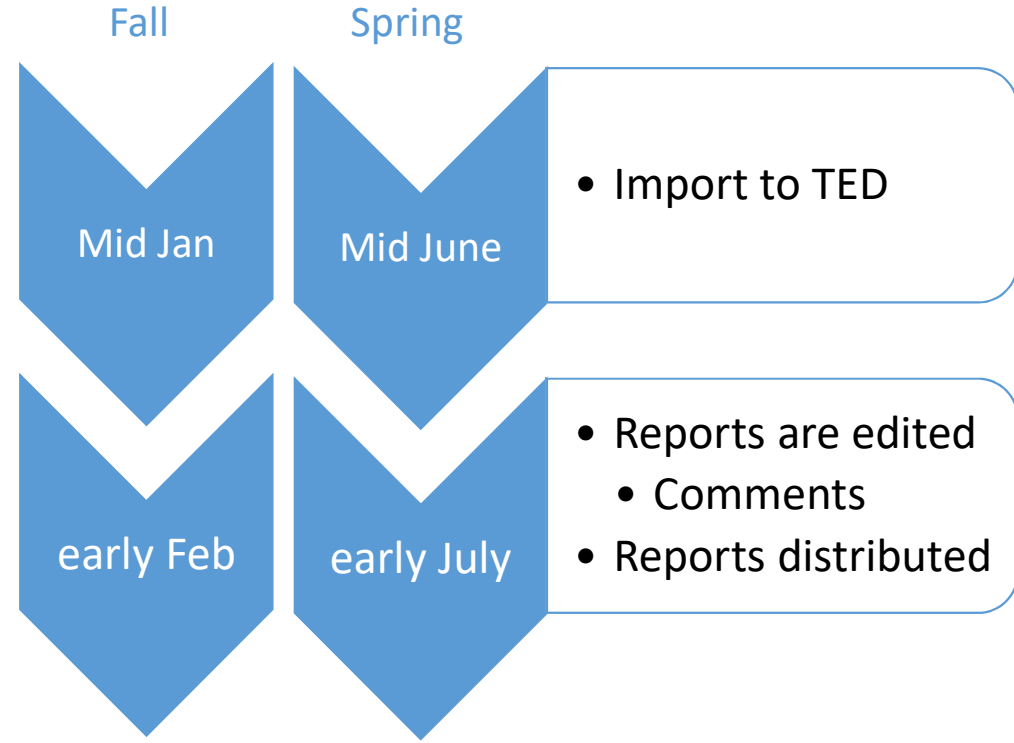 Fall Spring
Mid Jan
Mid June
• Import to TED
early Feb
early July
• Reports are edited
• Comments
• Reports distributed